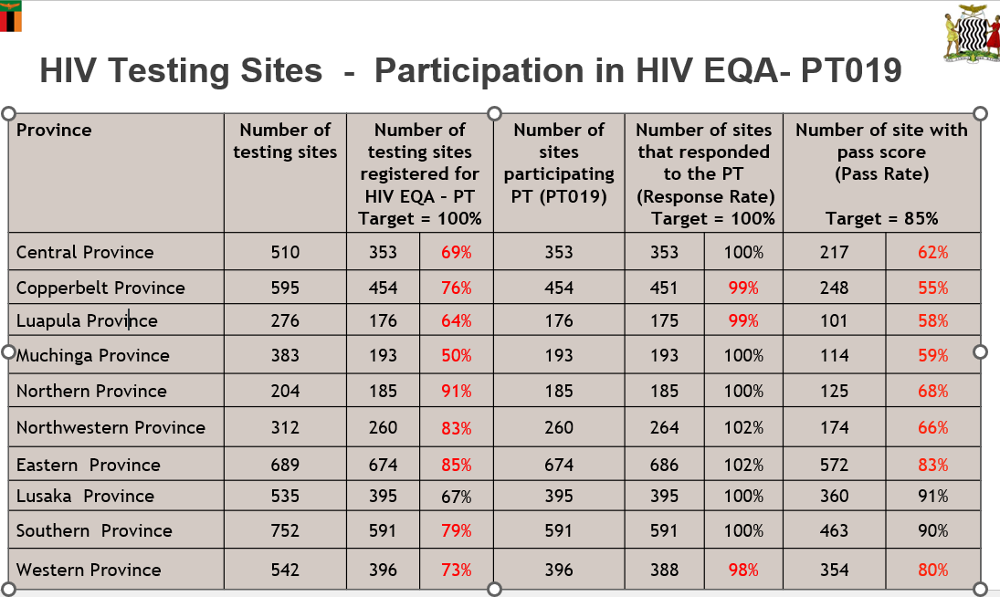 HIV Testing Sites - Participation in HIV EQA- PT019
Province
Number of
testing sites
Number of
testing sites
registered for
HIV EQA – PT
Target = 100%
Number of
sites
participating
PT (PT019)
Number of sites
that responded
to the PT
(Response Rate)
Target = 100%
Number of site with
pass score
(Pass Rate)
Target = 85%
Central Province 510 353 69% 353 353 100% 217 62%
Copperbelt Province 595 454 76% 454 451 99% 248 55%
Luapula Province 276 176 64% 176 175 99% 101 58%
Muchinga Province 383 193 50% 193 193 100% 114 59%
Northern Province 204 185 91% 185 185 100% 125 68%
Northwestern Province 312 260 83% 260 264 102% 174 66%
Eastern Province 689 674 85% 674 686 102% 572 83%
Lusaka Province 535 395 67% 395 395 100% 360 91%
Southern Province 752 591 79% 591 591 100% 463 90%
Western Province 542 396 73% 396 388 98% 354 80%